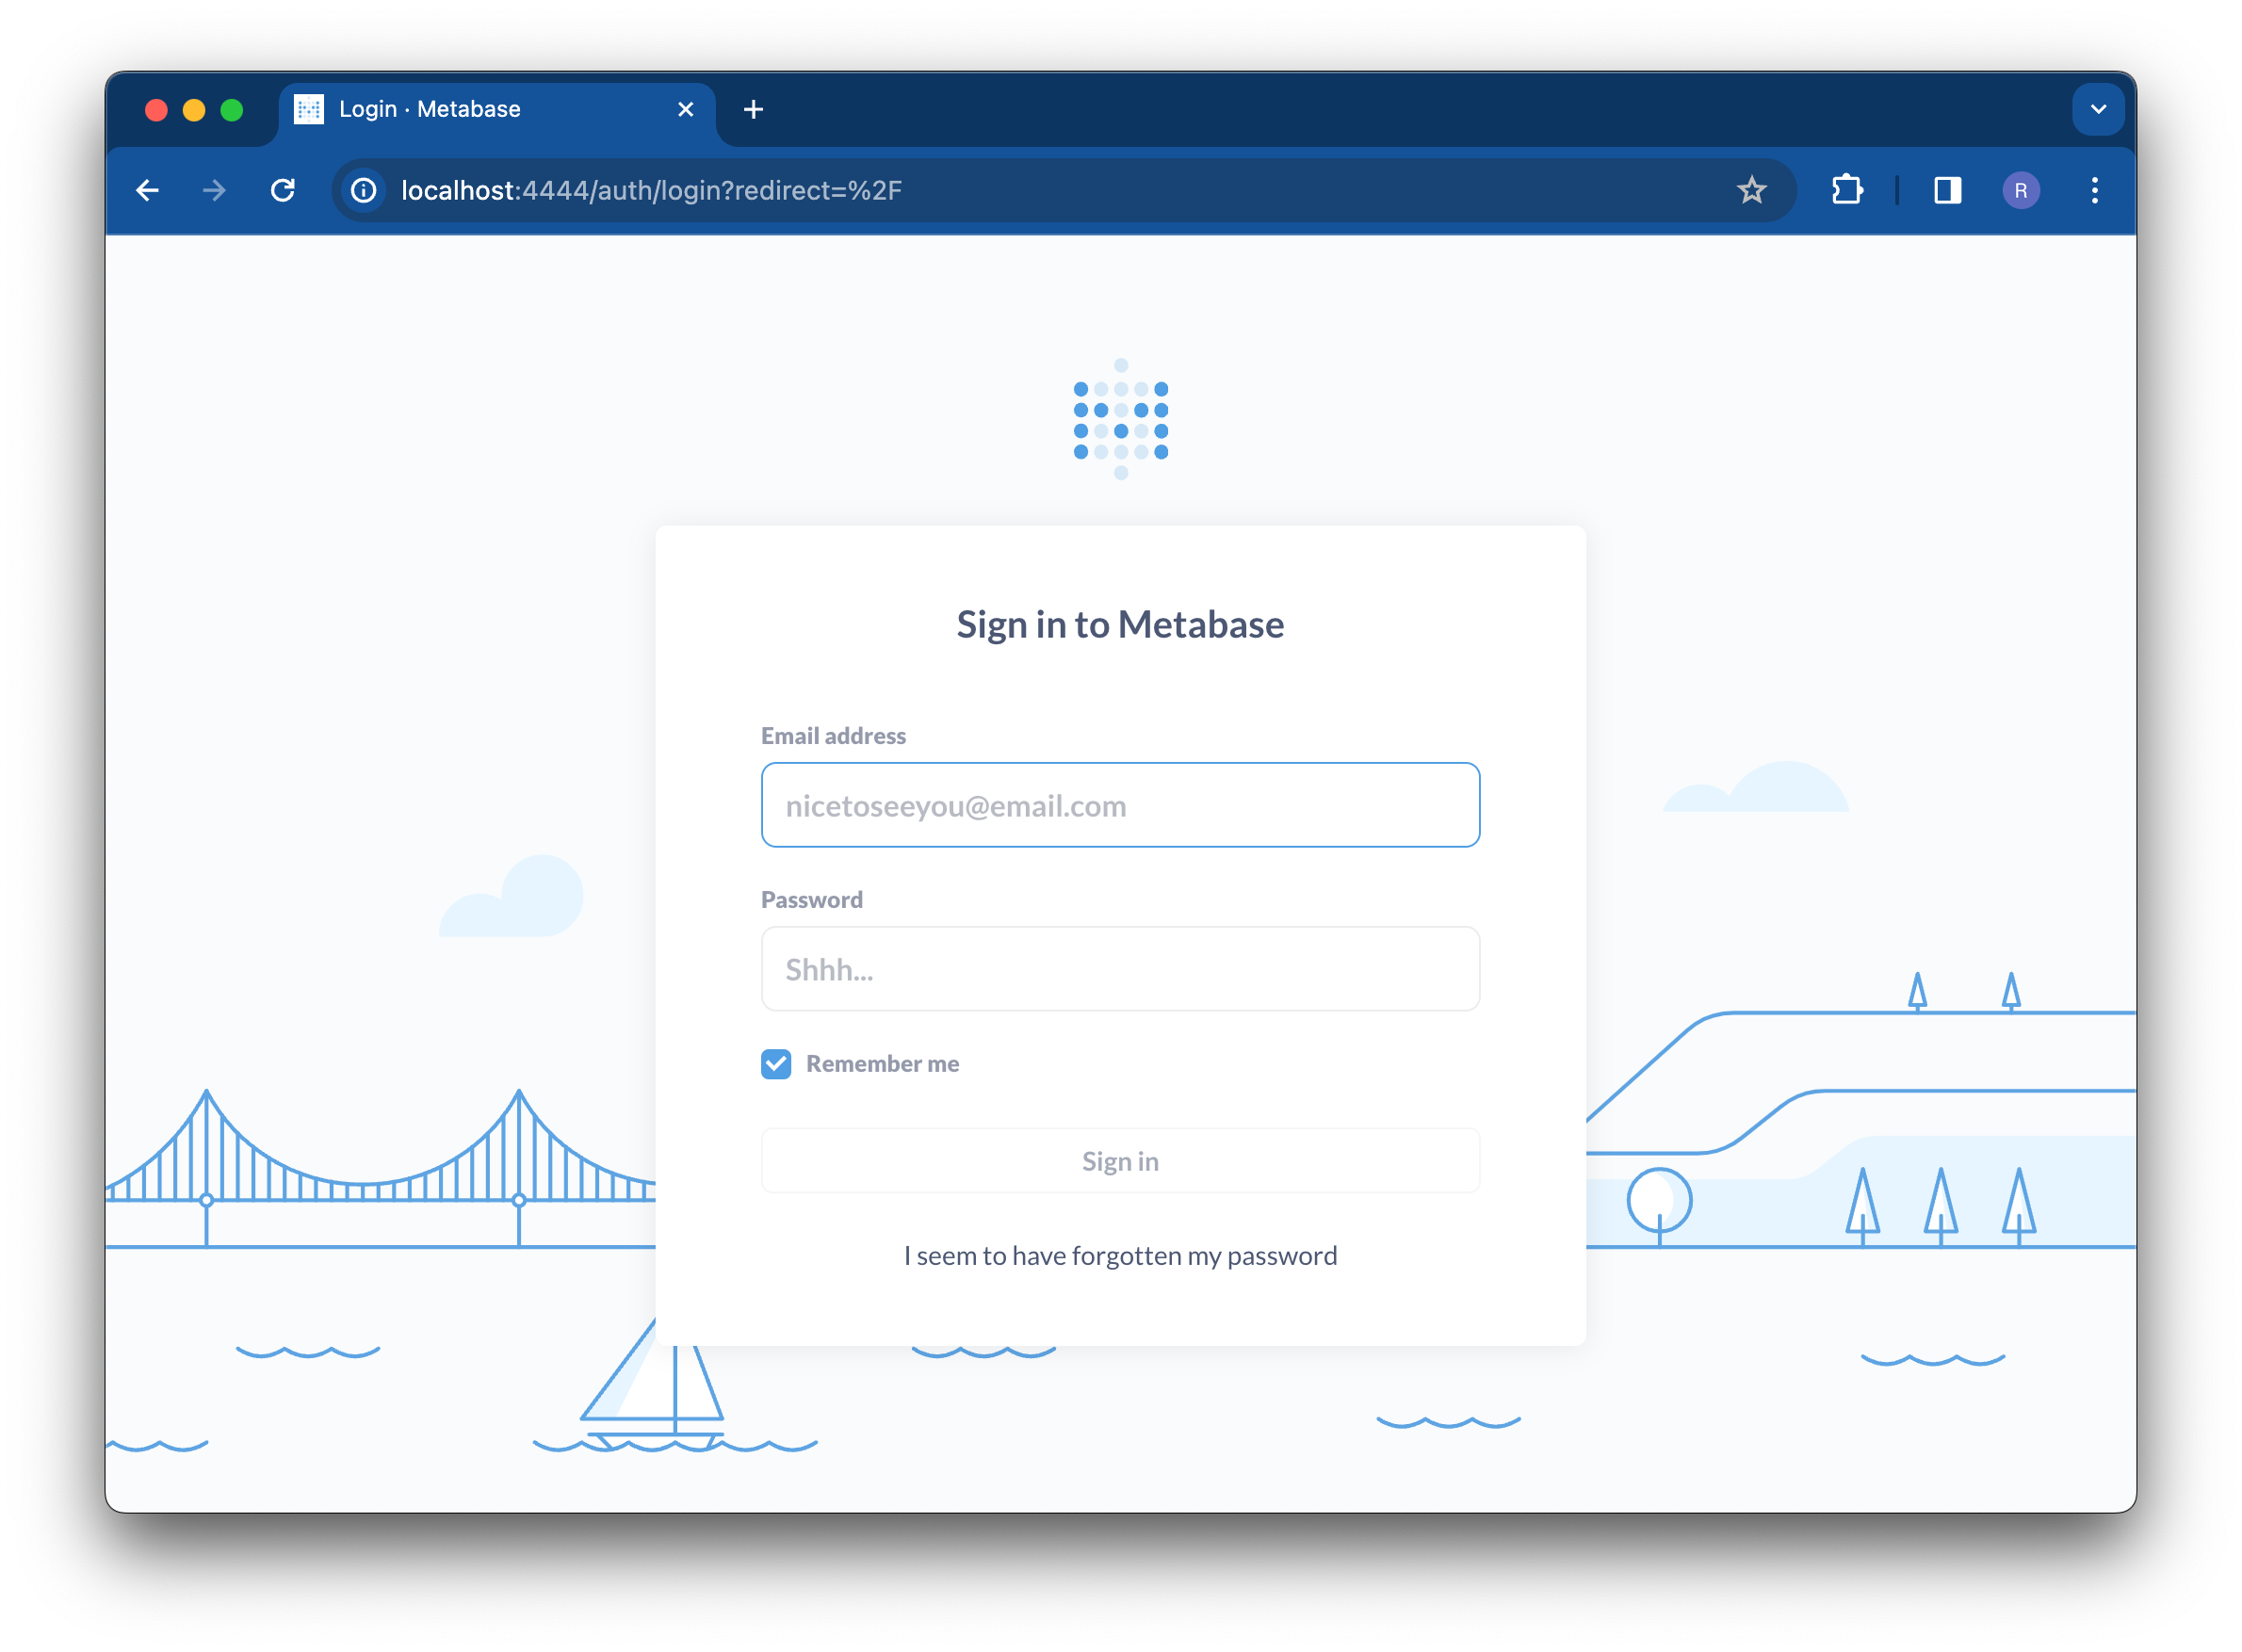 Login · Metabase
localhost:4444/auth/login?redirect=%2F
R
Sign in to Metabase
Email address
nicetoseeyou@email.com
Password
Shhh...
Remember me
Sign in
I seem to have forgotten my password